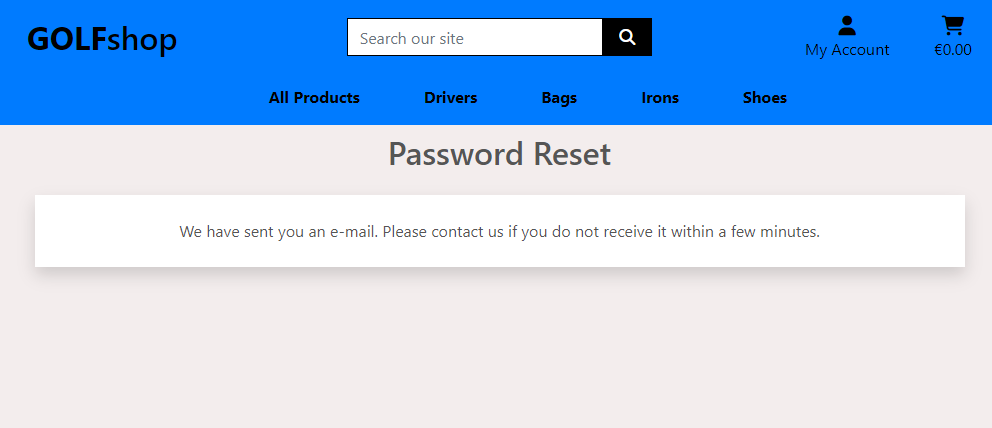 GOLFshop
Search our site
My Account
€0.00
All Products
Drivers
Bags
Irons
Shoes
Password Reset
We have sent you an e-mail. Please contact us if you do not receive it within a few minutes.